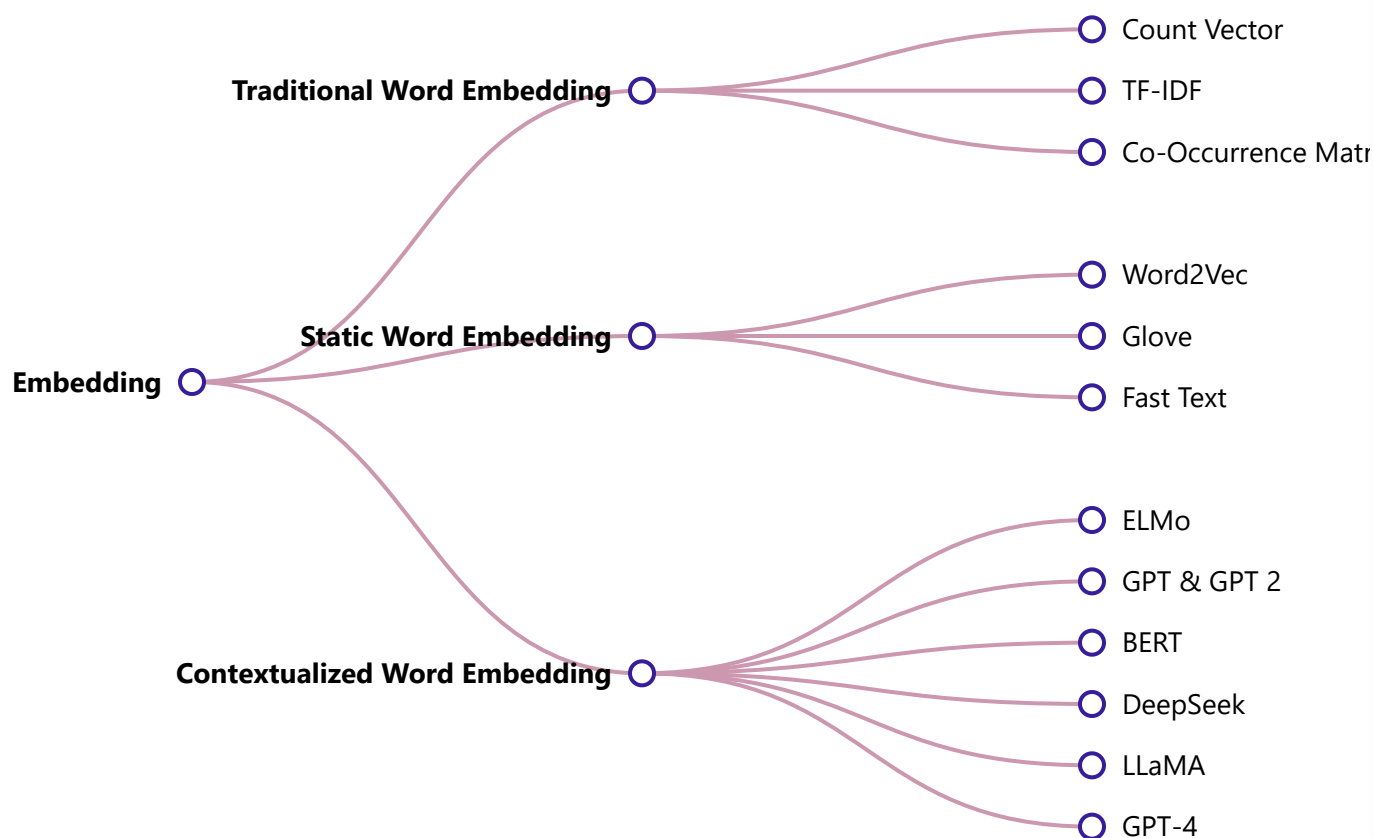 Count Vector
Traditional Word Embedding
TF-IDF
Co-Occurrence Matr
Word2Vec
Static Word Embedding
Glove
Embedding
Fast Text
ELMo
GPT & GPT 2
BERT
Contextualized Word Embedding
DeepSeek
LLaMA
GPT-4